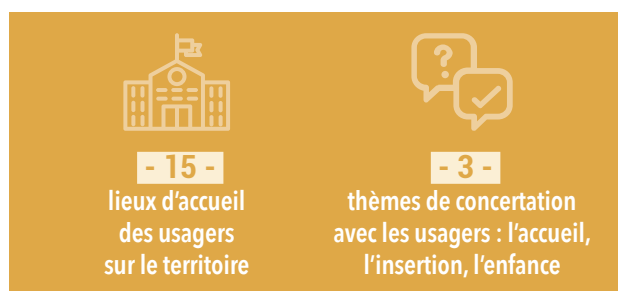 - 15 -
lieux d'accueil
des usagers
sur le territoire
- 3 -
thèmes de concertation
avec les usagers : l'accueil,
l'insertion, l'enfance